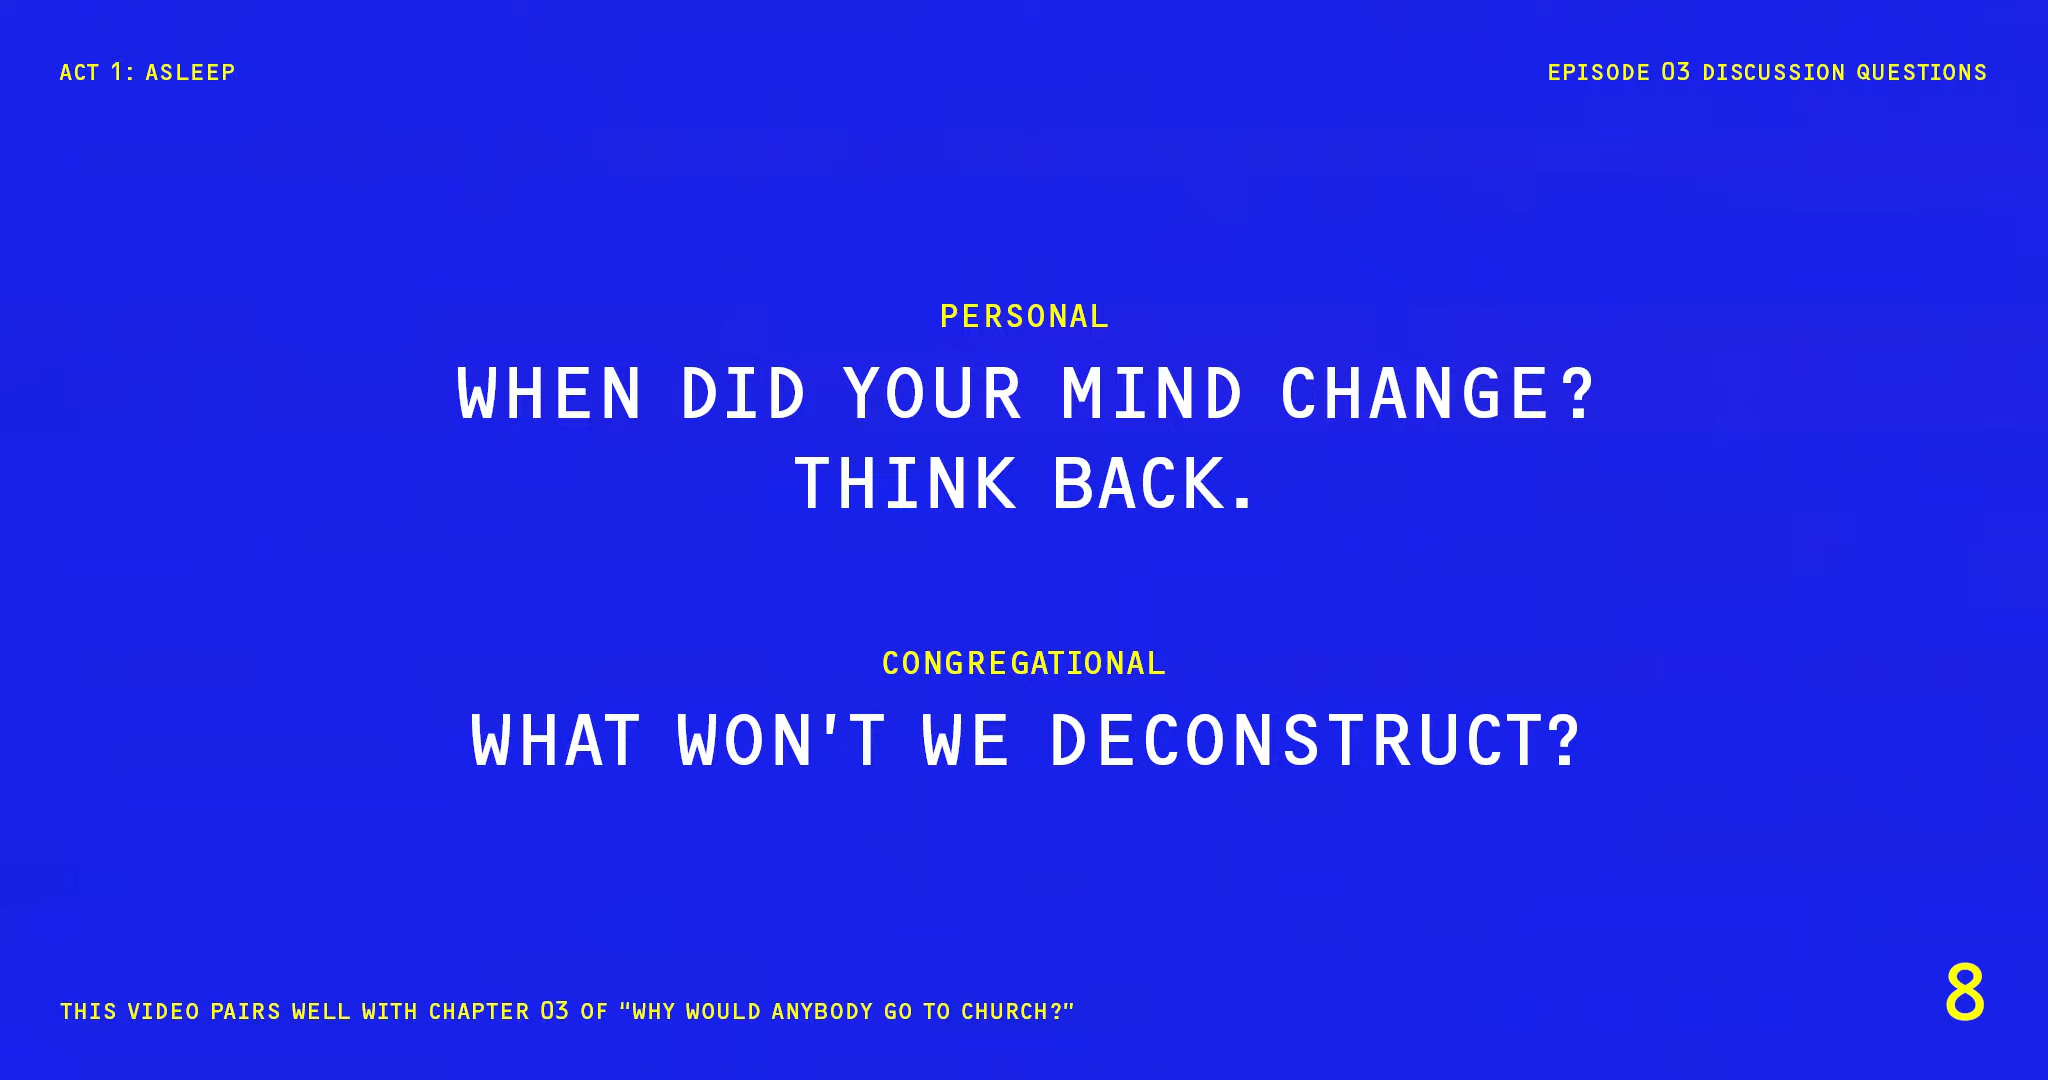 ACT 1: ASLEEP
EPISODE 03 DISCUSSION QUESTIONS
PERSONAL
WHEN DID YOUR MIND CHANGE?
THINK BACK.
CONGREGATIONAL
WHAT WON'T WE DECONSTRUCT?
THIS VIDEO PAIRS WELL WITH CHAPTER 03 OF “WHY WOULD ANYBODY GO TO CHURCH?”
8